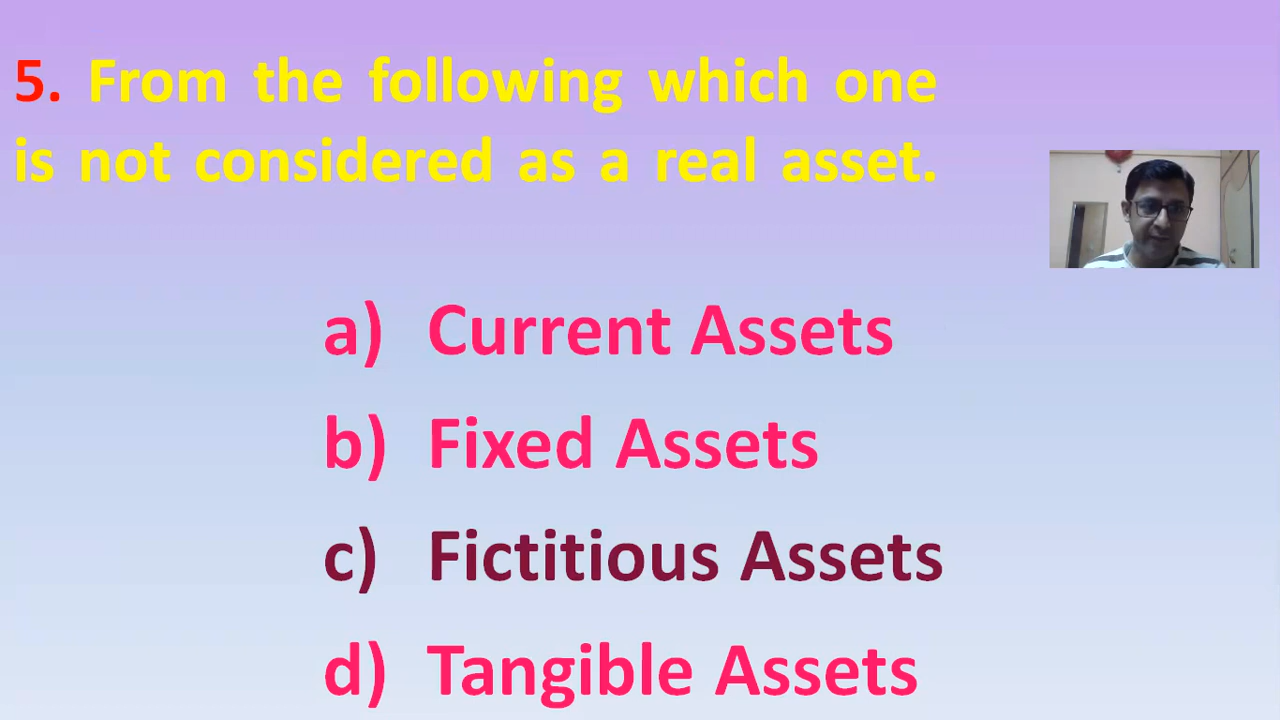 5. From the following which one
is not considered as a real asset.
a) Current Assets
b) Fixed Assets
c) Fictitious Assets
d) Tangible Assets